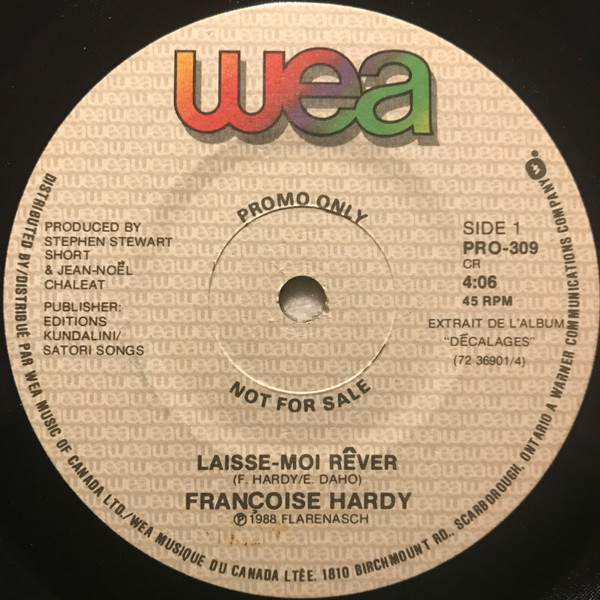 wea
PROMO ONLY
PRODUCED BY
STEPHEN STEWART
SHORT
& JEAN-NOËL
CHALEAT
PUBLISHER:
EDITIONS
KUNDALINI/
SATORI SONGS
SIDE 1
PRO-309
CR
4:06
45 RPM
EXTRAIT DE L'ALBUM
"DÉCALAGES"
(72 36901/4)
NOT FOR SALE
LAISSE-MOI RÊVER
(F. HARDY/E. DAHO)
FRANÇOISE HARDY
Ⓟ 1988 FLARENASCH
DISTRIBUTED BY/DISTRIBUÉ PAR WEA MUSIC OF CANADA LTD./WEA MUSIQUE DU CANADA LTÉE. 1810 BIRCHMOUNT RD., SCARBOROUGH, ONTARIO A WARNER COMMUNICATIONS COMPANY